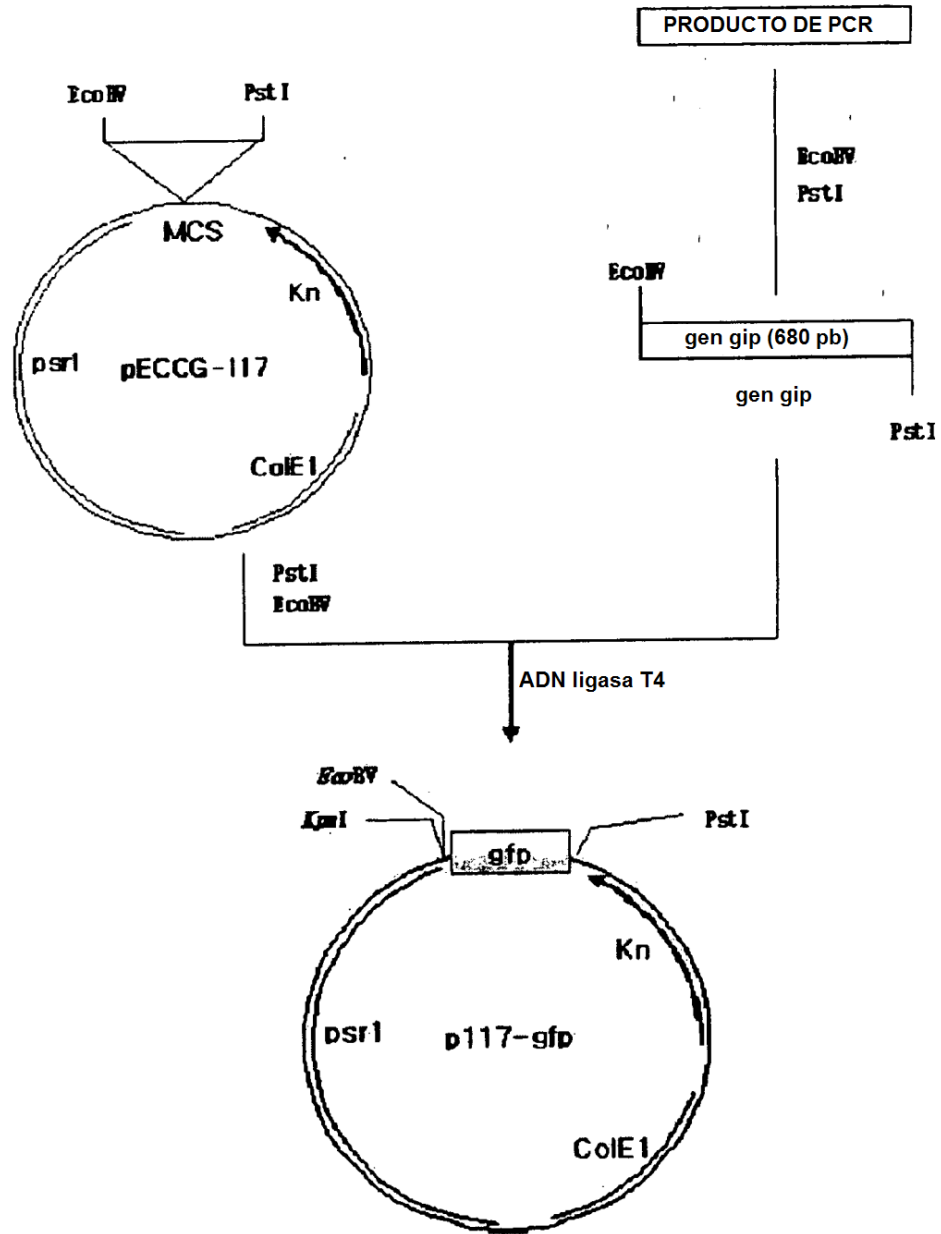 PRODUCTO DE PCR
EcoRV
PstI
MCS
Kn
psr1
pECCG-117
ColE1
EcoRV
PstI
EcoRV
gen gip (680 pb)
gen gip
PstI
PstI
EcoRV
ADN ligasa T4
EcoRV
KpnI
PstI
gfp
Kn
psr1
p117-gfp
ColE1